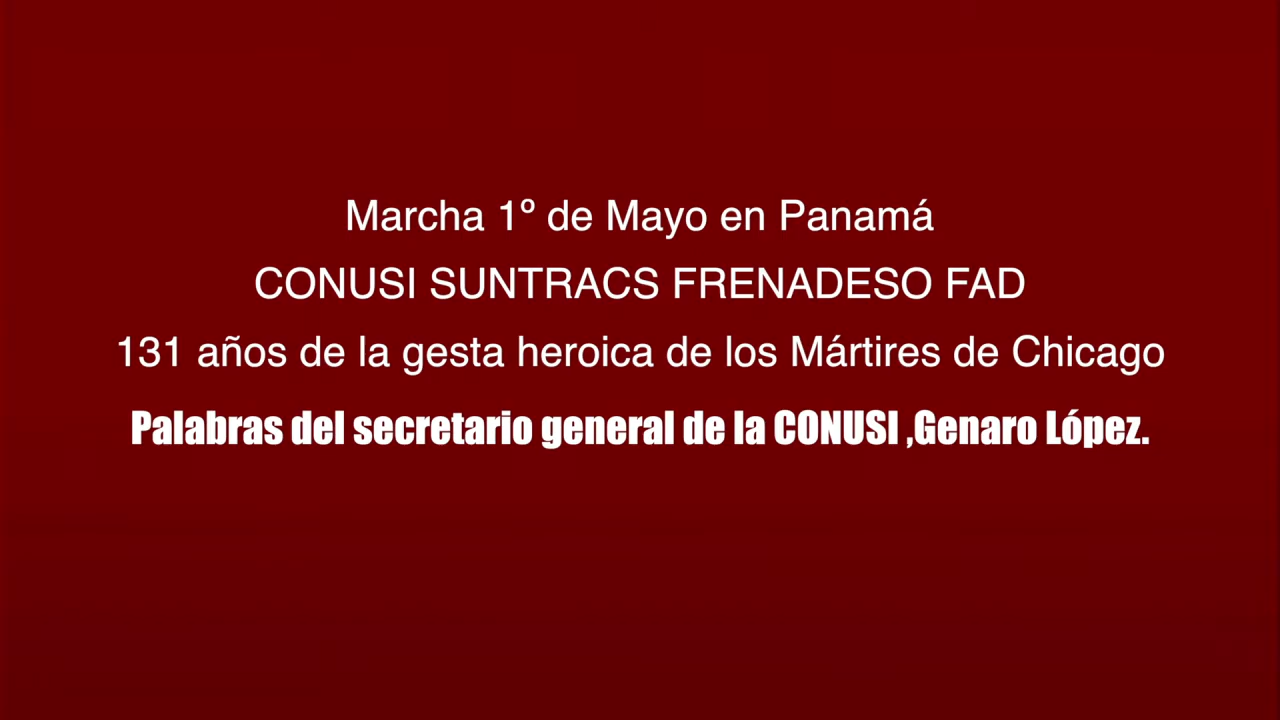 Marcha 1º de Mayo en Panamá
CONUSI SUNTRACS FRENADESO FAD
131 años de la gesta heroica de los Mártires de Chicago
Palabras del secretario general de la CONUSI ,Genaro López.